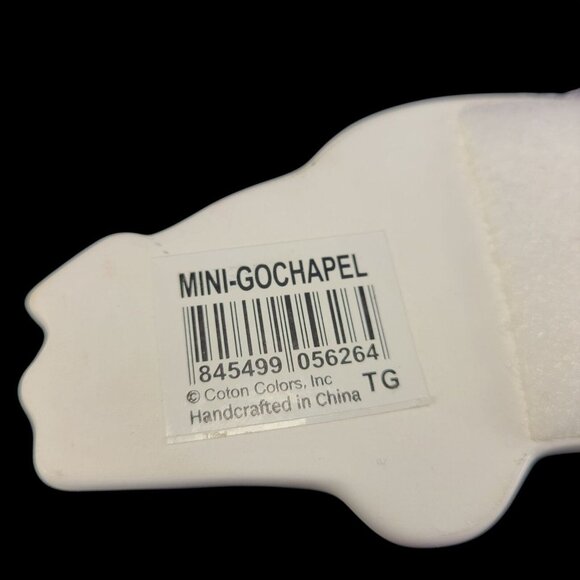 MINI-GOCHAPEL
845499 056264
© Coton Colors, Inc TG
Handcrafted in China